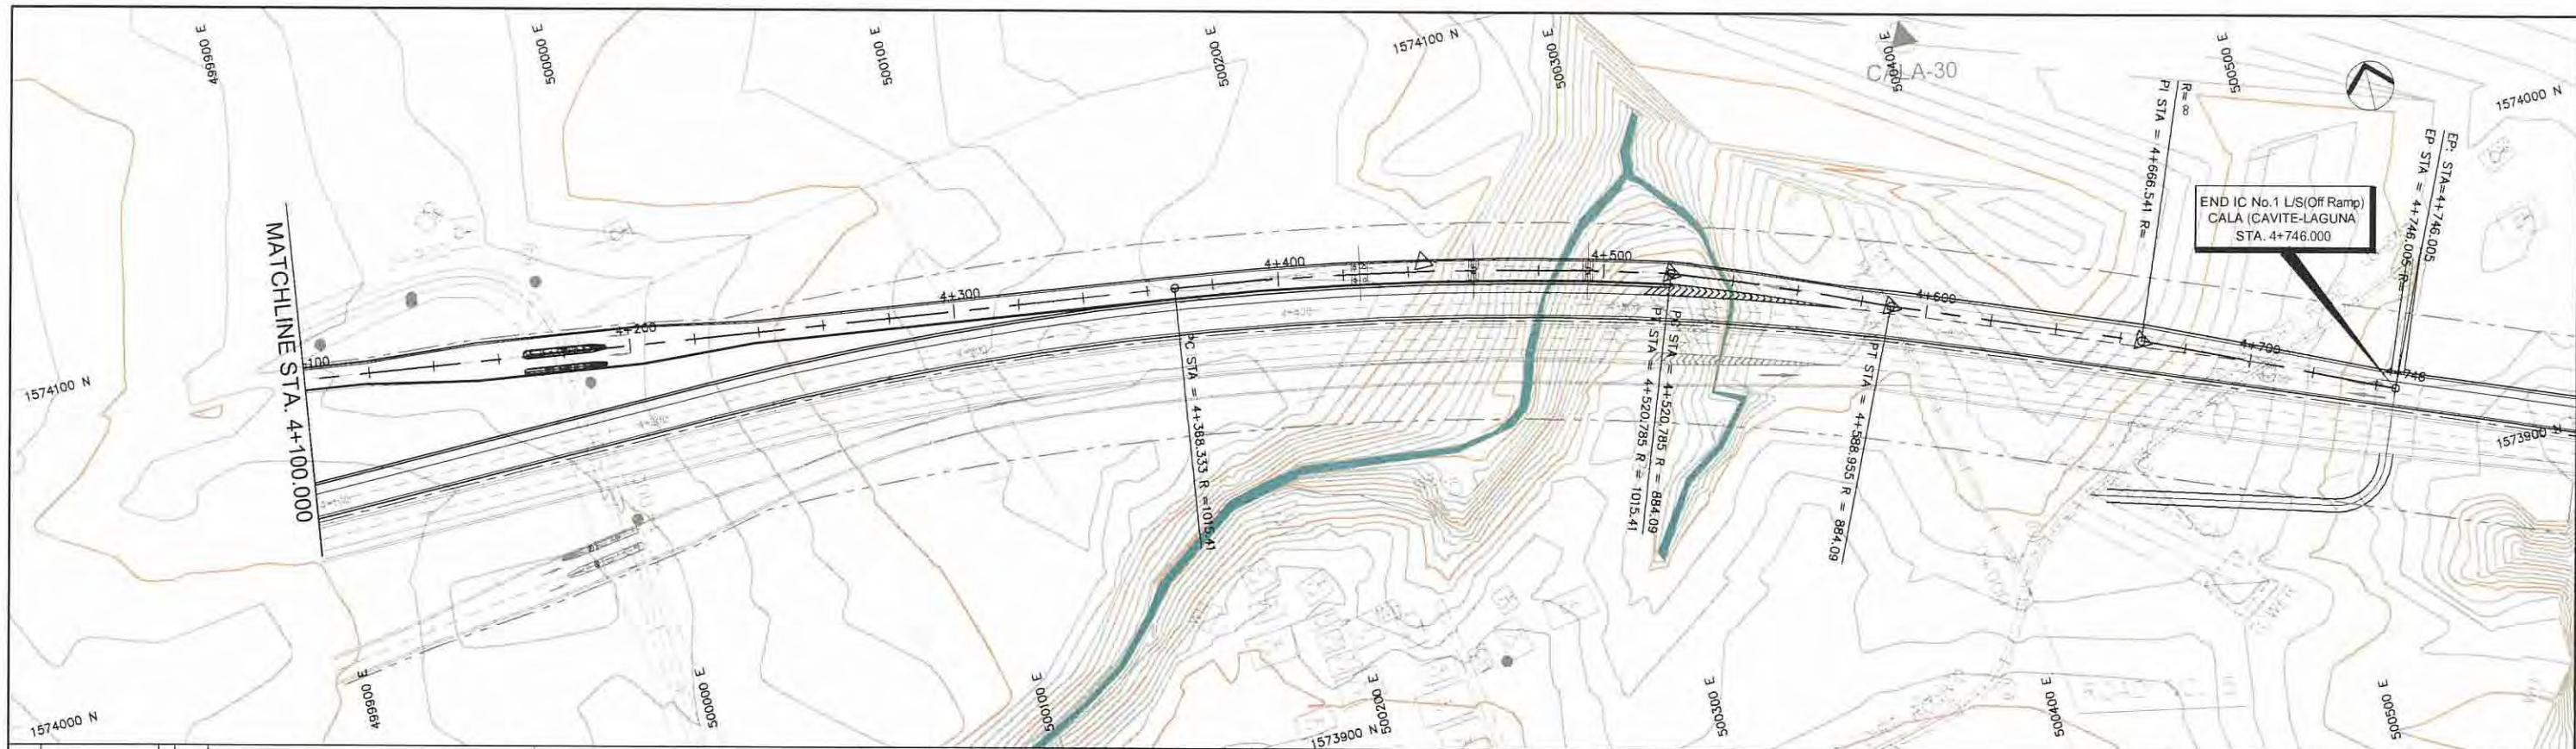 499900 E
500000 E
500100 E
500200 E
1574100 N
500300 E
500400 E
CALA-30
500500 E
1574000 N
R= ∞
PI STA = 4+666.541 R=
EP: STA=4+746.005
EP STA = 4+746.005 R=
END IC No.1 L/S(Off Ramp)
CALA (CAVITE-LAGUNA
STA. 4+746.000
MATCHLINE STA. 4+100.000
100
4+200
4+300
4+400
4+500
4+600
4+700
4+746
1574100 N
PC STA = 4+368.333 R =1015.41
PC STA = 4+520.785 R = 884.09
PT STA = 4+520.785 R = 1015.41
PT STA = 4+588.955 R = 884.09
1573900 N
499900 E
500000 E
500100 E
500200 E
500300 E
500400 E
500500 E
1574000 N
1573900 N